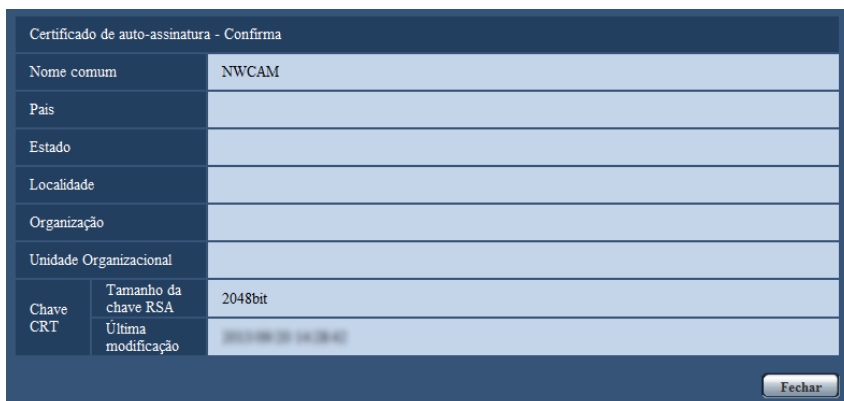 Certificado de auto-assinatura - Confirma
Nome comum NWCAM
Pais
Estado
Localidade
Organização
Unidade Organizacional
Chave CRT
Tamanho da chave RSA 2048bit
Última modificação
Fechar